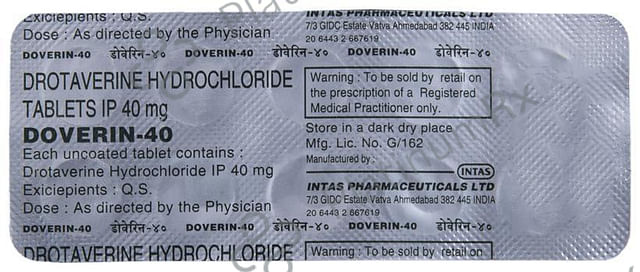 Exiciepients : Q.S.
Dose : As directed by the Physician
DOVERIN-40 डोवेरिन-४० DOVERIN-40 डोवेरिन-४०
DROTAVERINE HYDROCHLORIDE
TABLETS IP 40 mg
DOVERIN-40
Each uncoated tablet contains :
Drotaverine Hydrochloride IP 40 mg
Exiciepients : Q.S.
Dose : As directed by the Physician
DOVERIN-40 डोवेरिन-४० DOVERIN-40 डोवेरिन-४०
DROTAVERINE HYDROCHLORIDE
INTAS PHARMACEUTICALS LTD
7/3 GIDC Estate Vatva Ahmedabad 382 445 INDIA
20 6443 2 667619
DOVERIN-40 डोवेरिन-४०
Warning : To be sold by retail on
the prescription of a Registered
Medical Practitioner only.
Store in a dark dry place
Mfg. Lic. No. G/162
Manufactured by :
INTAS
INTAS PHARMACEUTICALS LTD
7/3 GIDC Estate Vatva Ahmedabad 382 445 INDIA
20 6443 2 667619
DOVERIN-40 डोवेरिन-४०
Warning : To be sold by retail on